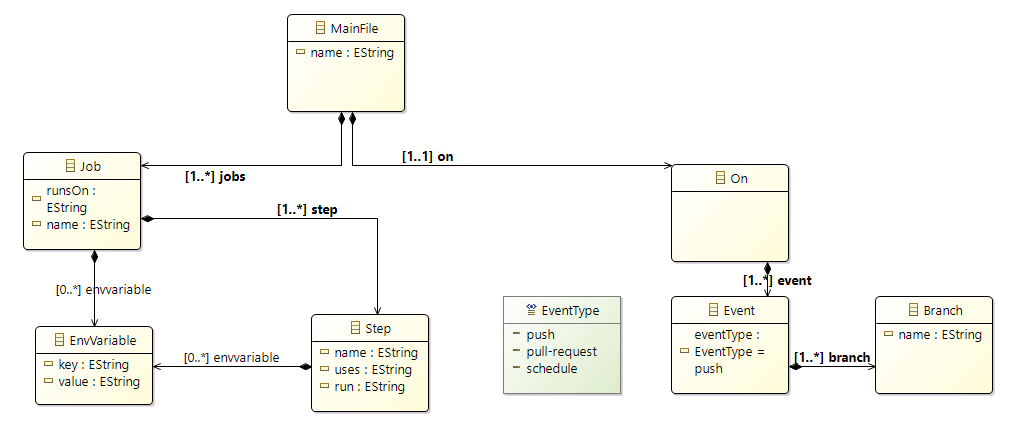 MainFile
name : EString
[1..1] on
[1..*] jobs
Job
runsOn :
EString
name : EString
[1..*] step
On
[0..*] envvariable
[1..*] event
EnvVariable
key : EString
value : EString
[0..*] envvariable
Step
name : EString
uses : EString
run : EString
EventType
push
pull-request
schedule
Event
eventType :
EventType =
push
[1..*] branch
Branch
name : EString